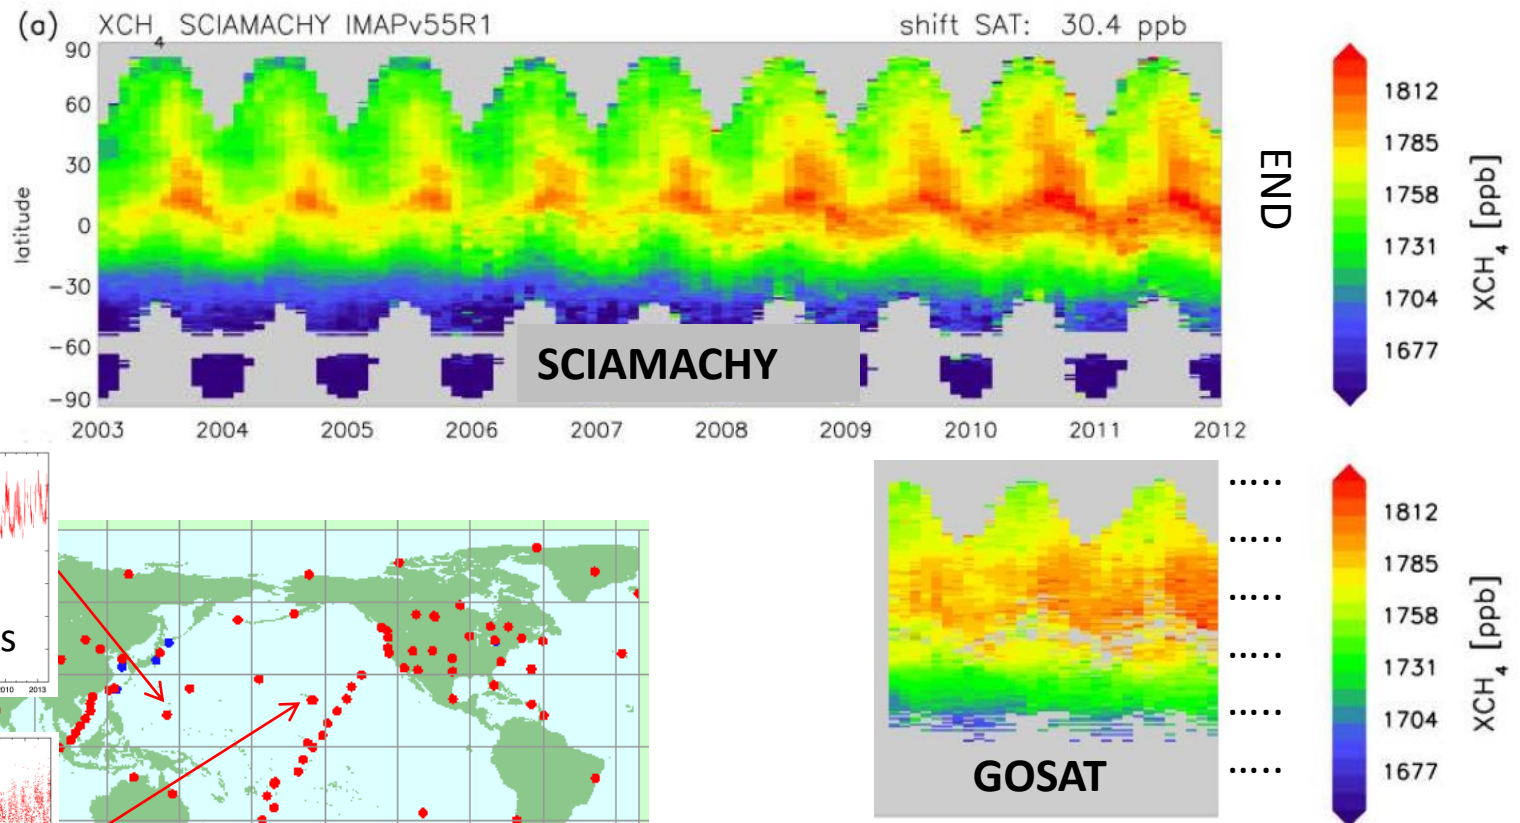 (a) XCH4 SCIAMACHY IMAPv55R1 shift SAT: 30.4 ppb
90
60
30
0
−30
−60
−90
latitude
SCIAMACHY
2003 2004 2005 2006 2007 2008 2009 2010 2011 2012
END
1812
1785
1758
1731
1704
1677
XCH4 [ppb]
s
2010 2013
.....
.....
.....
.....
.....
.....
GOSAT
1812
1785
1758
1731
1704
1677
XCH4 [ppb]